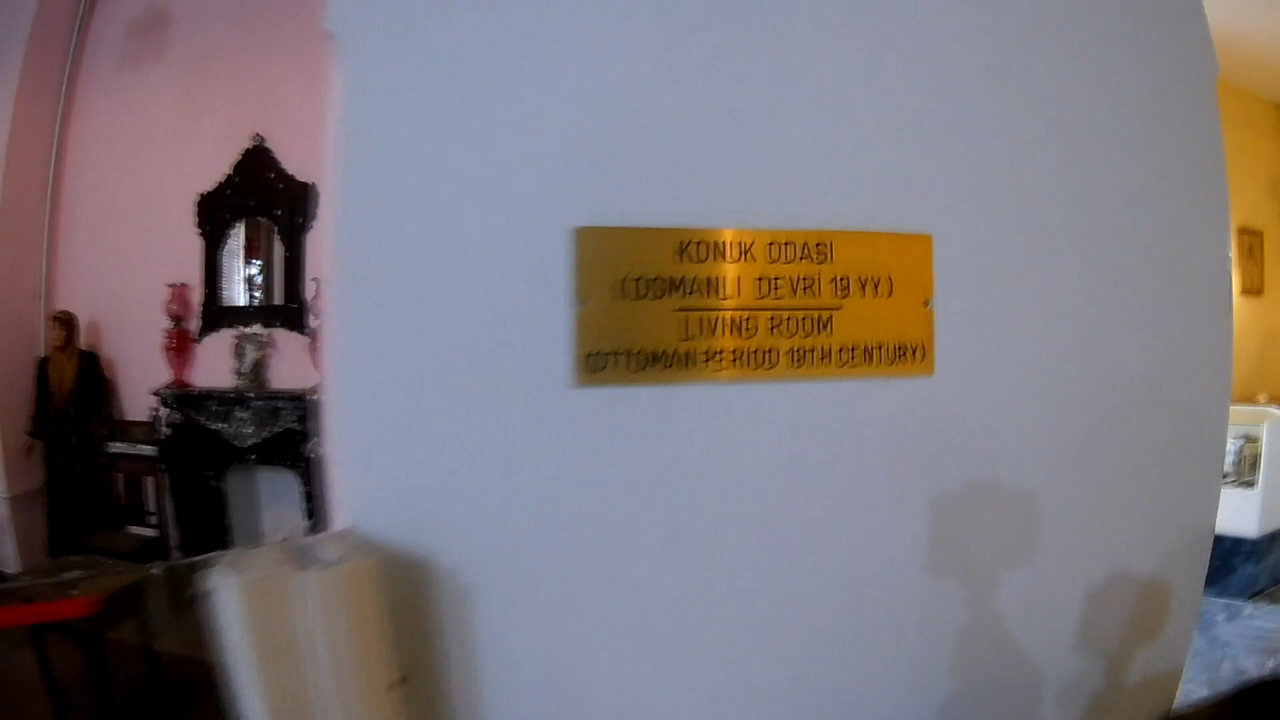 KONUK ODASI
(OSMANLI DEVRİ 19.YY.)
LIVING ROOM
(OTTOMAN PERIOD 19TH CENTURY)